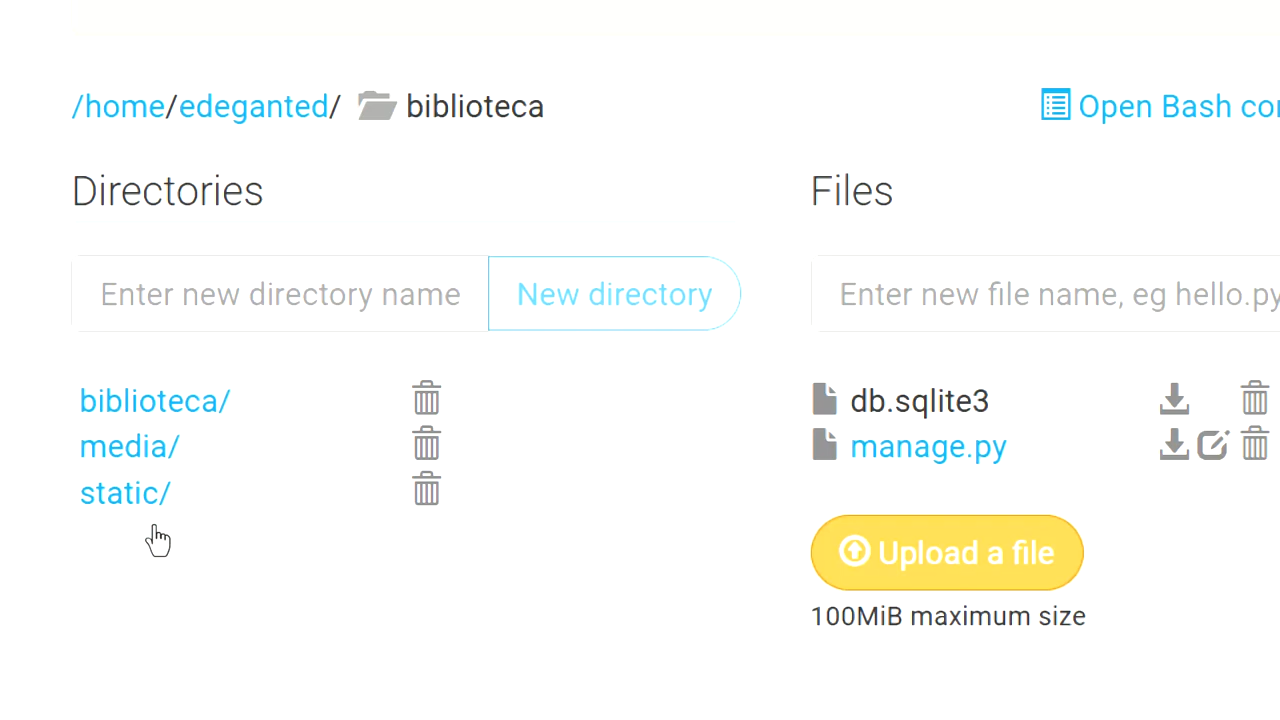 /home/edeganted/ biblioteca
Open Bash
Directories
Files
Enter new directory name
New directory
Enter new file name, eg hello.py
biblioteca/
media/
static/
db.sqlite3
manage.py
Upload a file
100MiB maximum size